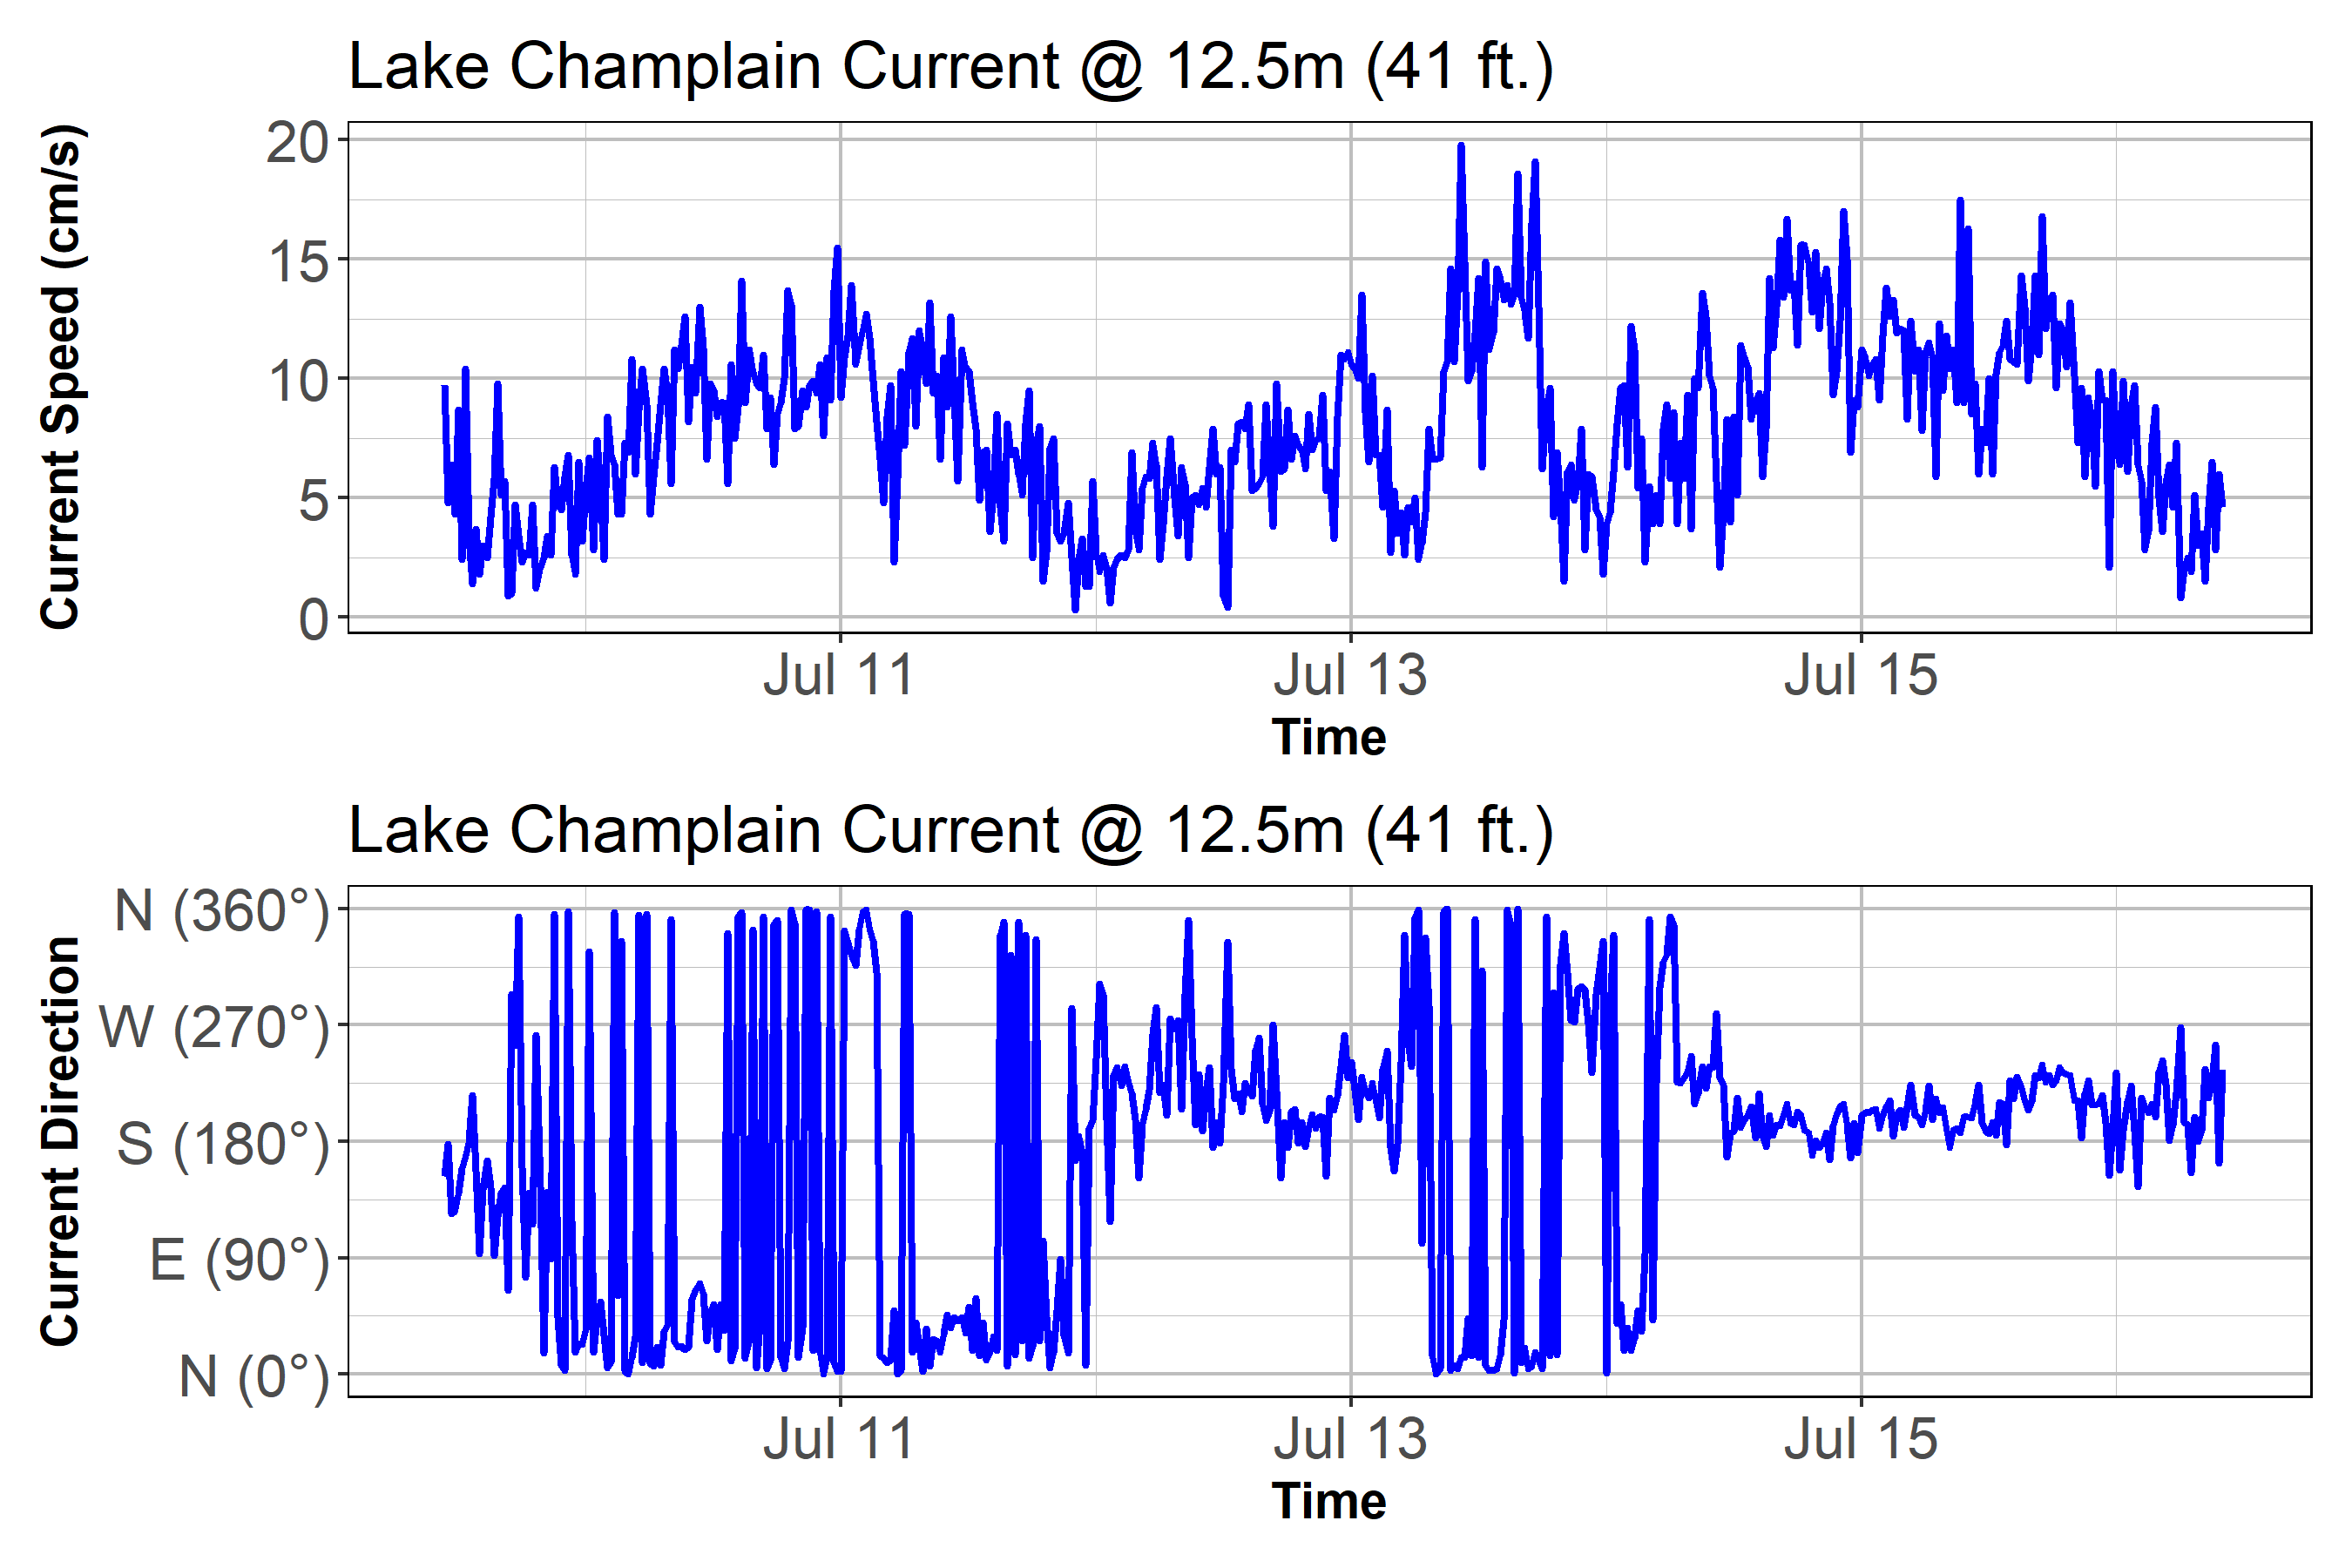 Lake Champlain Current @ 12.5m (41 ft.)
Current Speed (cm/s)
20
15
10
5
0
Jul 11
Jul 13
Jul 15
Time
Lake Champlain Current @ 12.5m (41 ft.)
Current Direction
N (360°)
W (270°)
S (180°)
E (90°)
N (0°)
Jul 11
Jul 13
Jul 15
Time